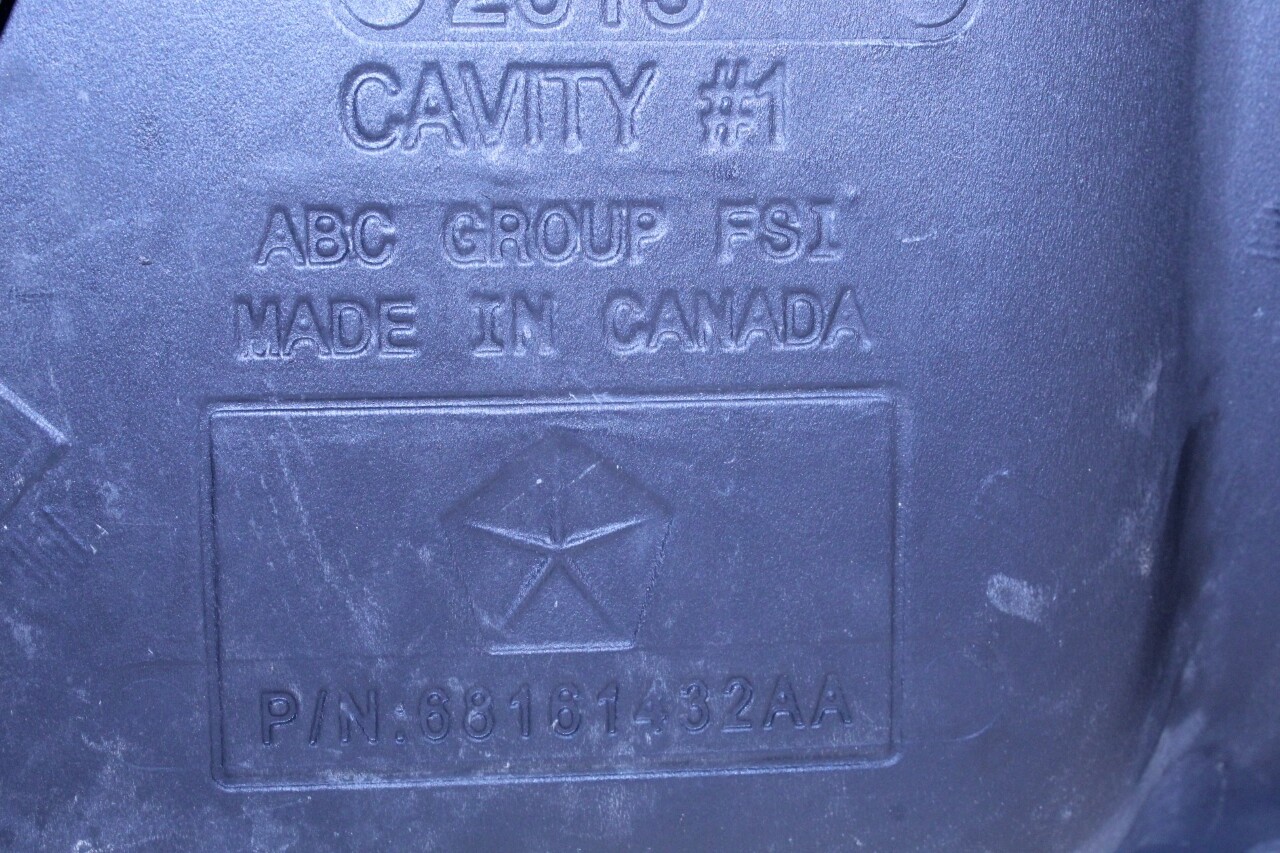 CAVITY #1
ABC GROUP FSI
MADE IN CANADA
P/N:68161432AA